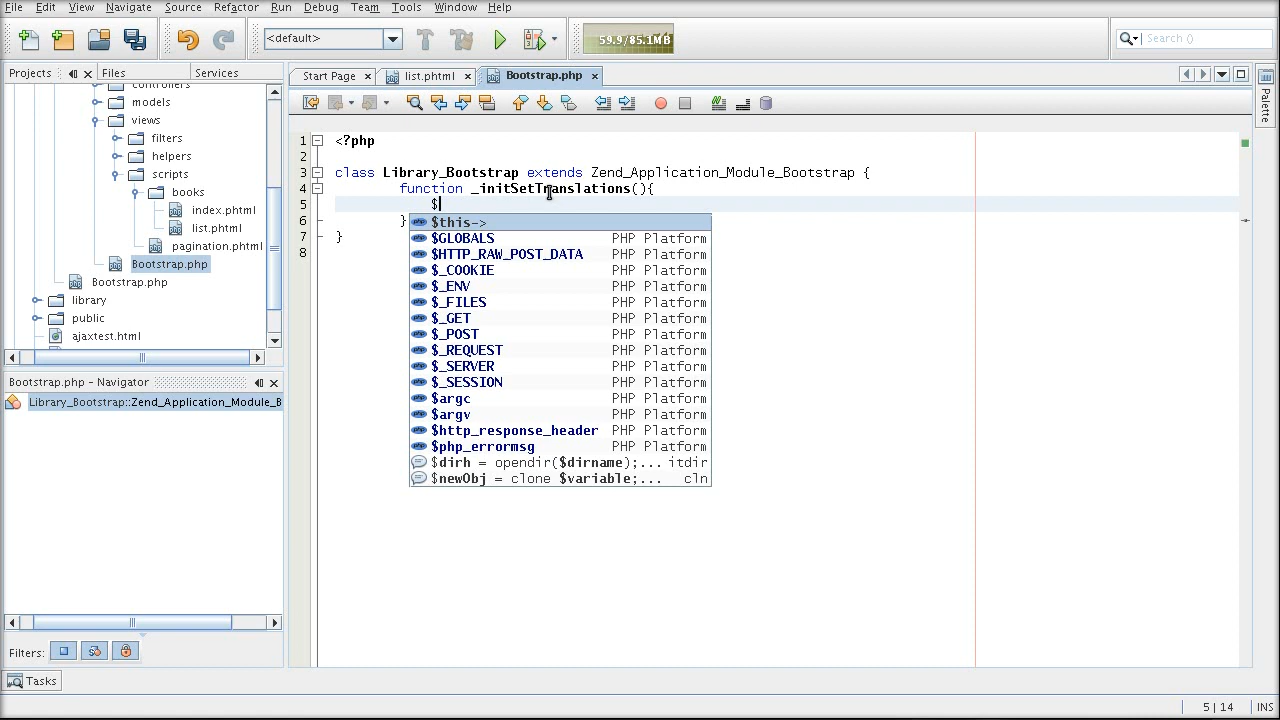 File Edit View Navigate Source Refactor Run Debug Team Tools Window Help
<default> 59.9/85.1MB Search ()
Projects Files Services
Start Page list.phtml Bootstrap.php
Palette
controllers
models
views
filters
helpers
scripts
books
index.phtml
list.phtml
pagination.phtml
Bootstrap.php
Bootstrap.php
library
public
ajaxtest.html
Bootstrap.php - Navigator
Library_Bootstrap::Zend_Application_Module_B
Filters:
Tasks
1 <?php
2
3 class Library_Bootstrap extends Zend_Application_Module_Bootstrap {
4 function _initSetTranslations(){
5 $
6 }
7 }
8
$this->
$GLOBALS PHP Platform
$HTTP_RAW_POST_DATA PHP Platform
$_COOKIE PHP Platform
$_ENV PHP Platform
$_FILES PHP Platform
$_GET PHP Platform
$_POST PHP Platform
$_REQUEST PHP Platform
$_SERVER PHP Platform
$_SESSION PHP Platform
$argc PHP Platform
$argv PHP Platform
$http_response_header PHP Platform
$php_errormsg PHP Platform
$dirh = opendir($dirname);... itdir
$newObj = clone $variable;... cln
5 | 14 INS